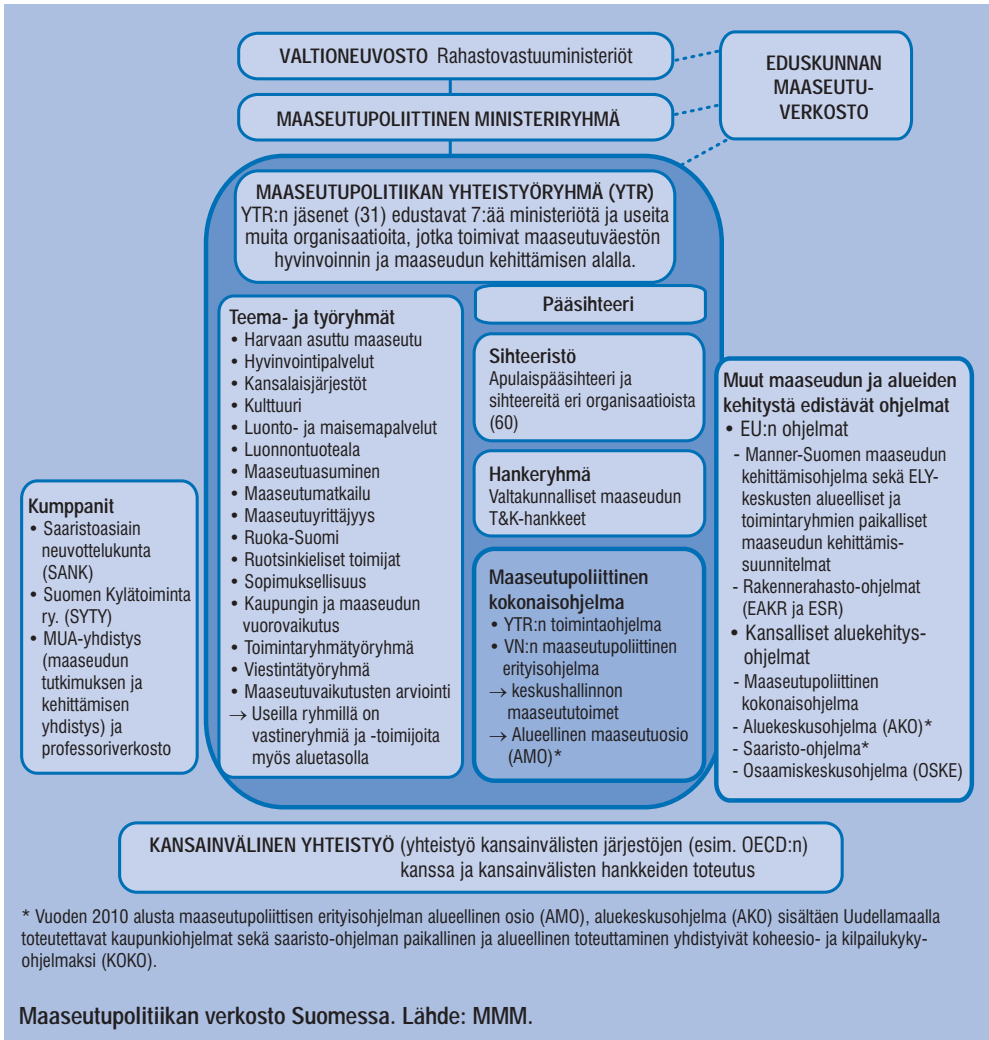 VALTIONEUVOSTO Rahastovastuuministeriöt
EDUSKUNNAN
MAASEUTU-
VERKOSTO
MAASEUTUPOLIITTINEN MINISTERIRYHMÄ
MAASEUTUPOLITIIKAN YHTEISTYÖRYHMÄ (YTR)
YTR:n jäsenet (31) edustavat 7:ää ministeriötä ja useita
muita organisaatioita, jotka toimivat maaseutuväestön
hyvinvoinnin ja maaseudun kehittämisen alalla.
Teema- ja työryhmät
• Harvaan asuttu maaseutu
• Hyvinvointipalvelut
• Kansalaisjärjestöt
• Kulttuuri
• Luonto- ja maisemapalvelut
• Luonnontuoteala
• Maaseutuasuminen
• Maaseutumatkailu
• Maaseutuyrittäjyys
• Ruoka-Suomi
• Ruotsinkieliset toimijat
• Sopimuksellisuus
• Kaupungin ja maaseudun
vuorovaikutus
• Toimintaryhmätyöryhmä
• Viestintätyöryhmä
• Maaseutuvaikutusten arviointi
→ Useilla ryhmillä on
vastineryhmiä ja -toimijoita
myös aluetasolla
Pääsihteeri
Sihteeristö
Apulaispääsihteeri ja
sihteereitä eri organisaatioista
(60)
Hankeryhmä
Valtakunnalliset maaseudun
T&K-hankkeet
Maaseutupoliittinen
kokonaisohjelma
• YTR:n toimintaohjelma
• VN:n maaseutupoliittinen
erityisohjelma
→ keskushallinnon
maaseututoimet
→ Alueellinen maaseutuosio
(AMO)*
Kumppanit
• Saaristoasiain
neuvottelukunta
(SANK)
• Suomen Kylätoiminta
ry. (SYTY)
• MUA-yhdistys
(maaseudun
tutkimuksen ja
kehittämisen
yhdistys) ja
professoriverkosto
Muut maaseudun ja alueiden
kehitystä edistävät ohjelmat
• EU:n ohjelmat
- Manner-Suomen maaseudun
kehittämisohjelma sekä ELY-
keskusten alueelliset ja
toimintaryhmien paikalliset
maaseudun kehittämis-
suunnitelmat
- Rakennerahasto-ohjelmat
(EAKR ja ESR)
• Kansalliset aluekehitys-
ohjelmat
- Maaseutupoliittinen
kokonaisohjelma
- Aluekeskusohjelma (AKO)*
- Saaristo-ohjelma*
- Osaamiskeskusohjelma (OSKE)
KANSAINVÄLINEN YHTEISTYÖ (yhteistyö kansainvälisten järjestöjen (esim. OECD:n)
kanssa ja kansainvälisten hankkeiden toteutus
* Vuoden 2010 alusta maaseutupoliittisen erityisohjelman alueellinen osio (AMO), aluekeskusohjelma (AKO) sisältäen Uudellamaalla
toteutettavat kaupunkiohjelmat sekä saaristo-ohjelman paikallinen ja alueellinen toteuttaminen yhdistyivät koheesio- ja kilpailukyky-
ohjelmaksi (KOKO).
Maaseutupolitiikan verkosto Suomessa. Lähde: MMM.